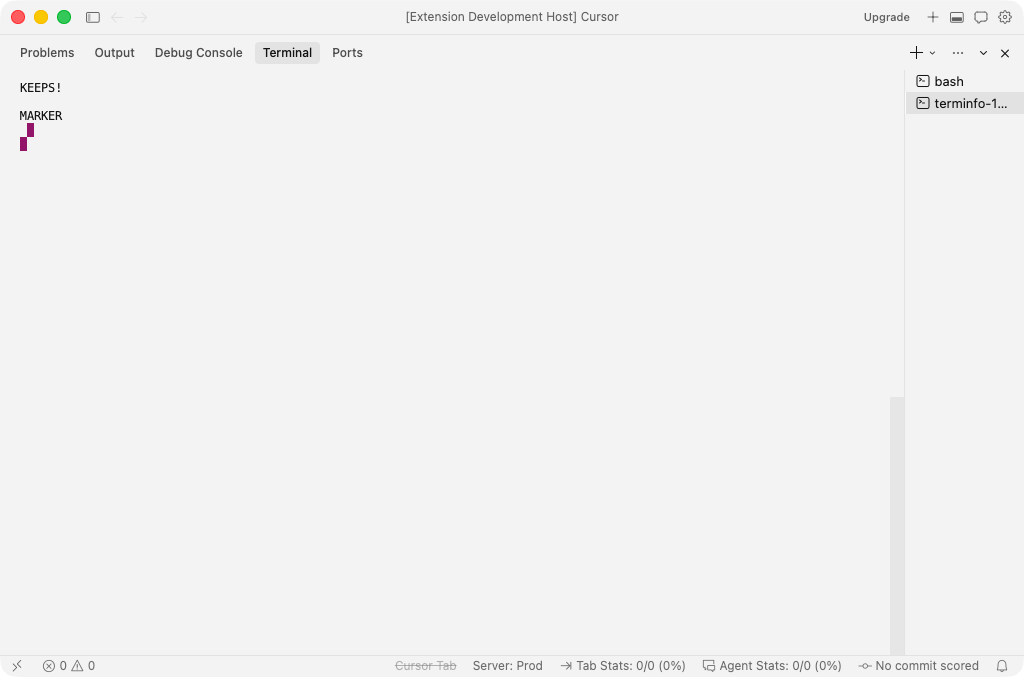 [Extension Development Host] Cursor
Upgrade
Problems Output Debug Console Terminal Ports
KEEPS!
MARKER
bash
terminfo-1...
0 0 Cursor Tab Server: Prod Tab Stats: 0/0 (0%) Agent Stats: 0/0 (0%) No commit scored